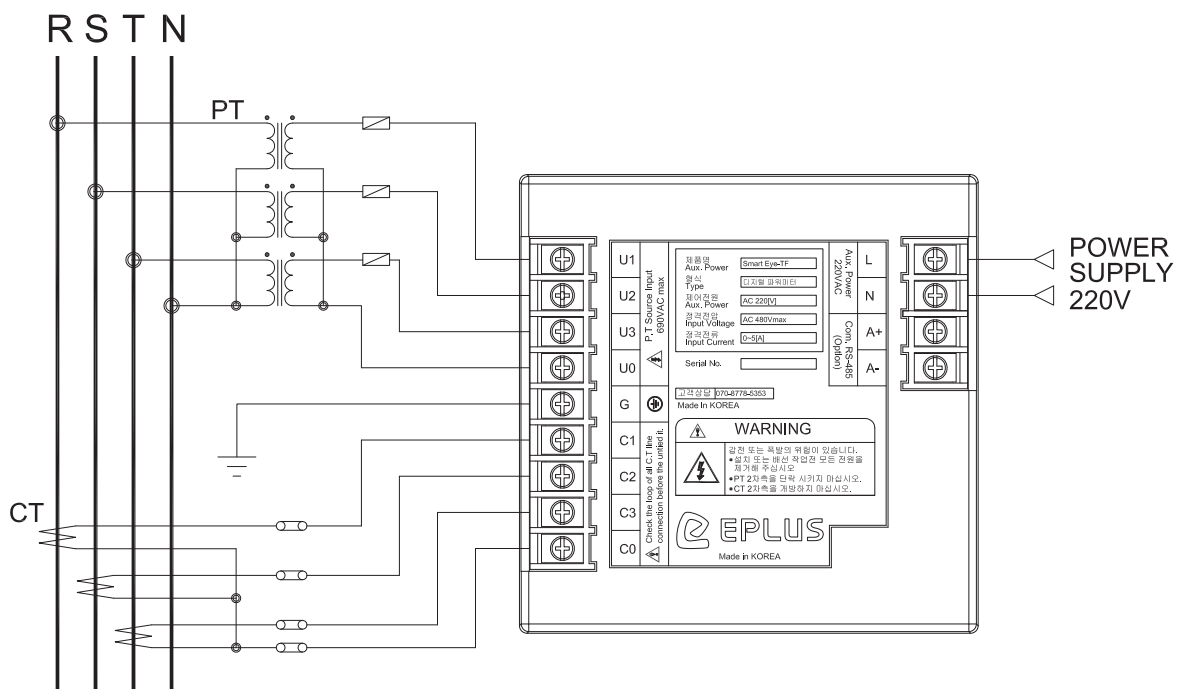 R S T N
PT
CT
U1
U2
U3
U0
G
C1
C2
C3
C0
P.T Source Input
690VAC max
Check the loop of all C.T line
connection before the untied it.
제품명
Aux. Power
Smart Eye-TF
형식
Type
디지털 파워미터
제어전원
Aux. Power
AC 220[V]
정격전압
Input Voltage
AC 480Vmax
정격전류
Input Current
0~5[A]
Serial No.
고객상담 070-8778-5353
Made In KOREA
WARNING
감전 또는 폭발의 위험이 있습니다.
●설치 또는 배선 작업전 모든 전원을
제거해 주십시오
●PT 2차측을 단락 시키지 마십시오.
●CT 2차측을 개방하지 마십시오.
EPLUS
Made in KOREA
Aux. Power
220VAC
Com. RS-485
(Option)
L
N
A+
A-
POWER
SUPPLY
220V